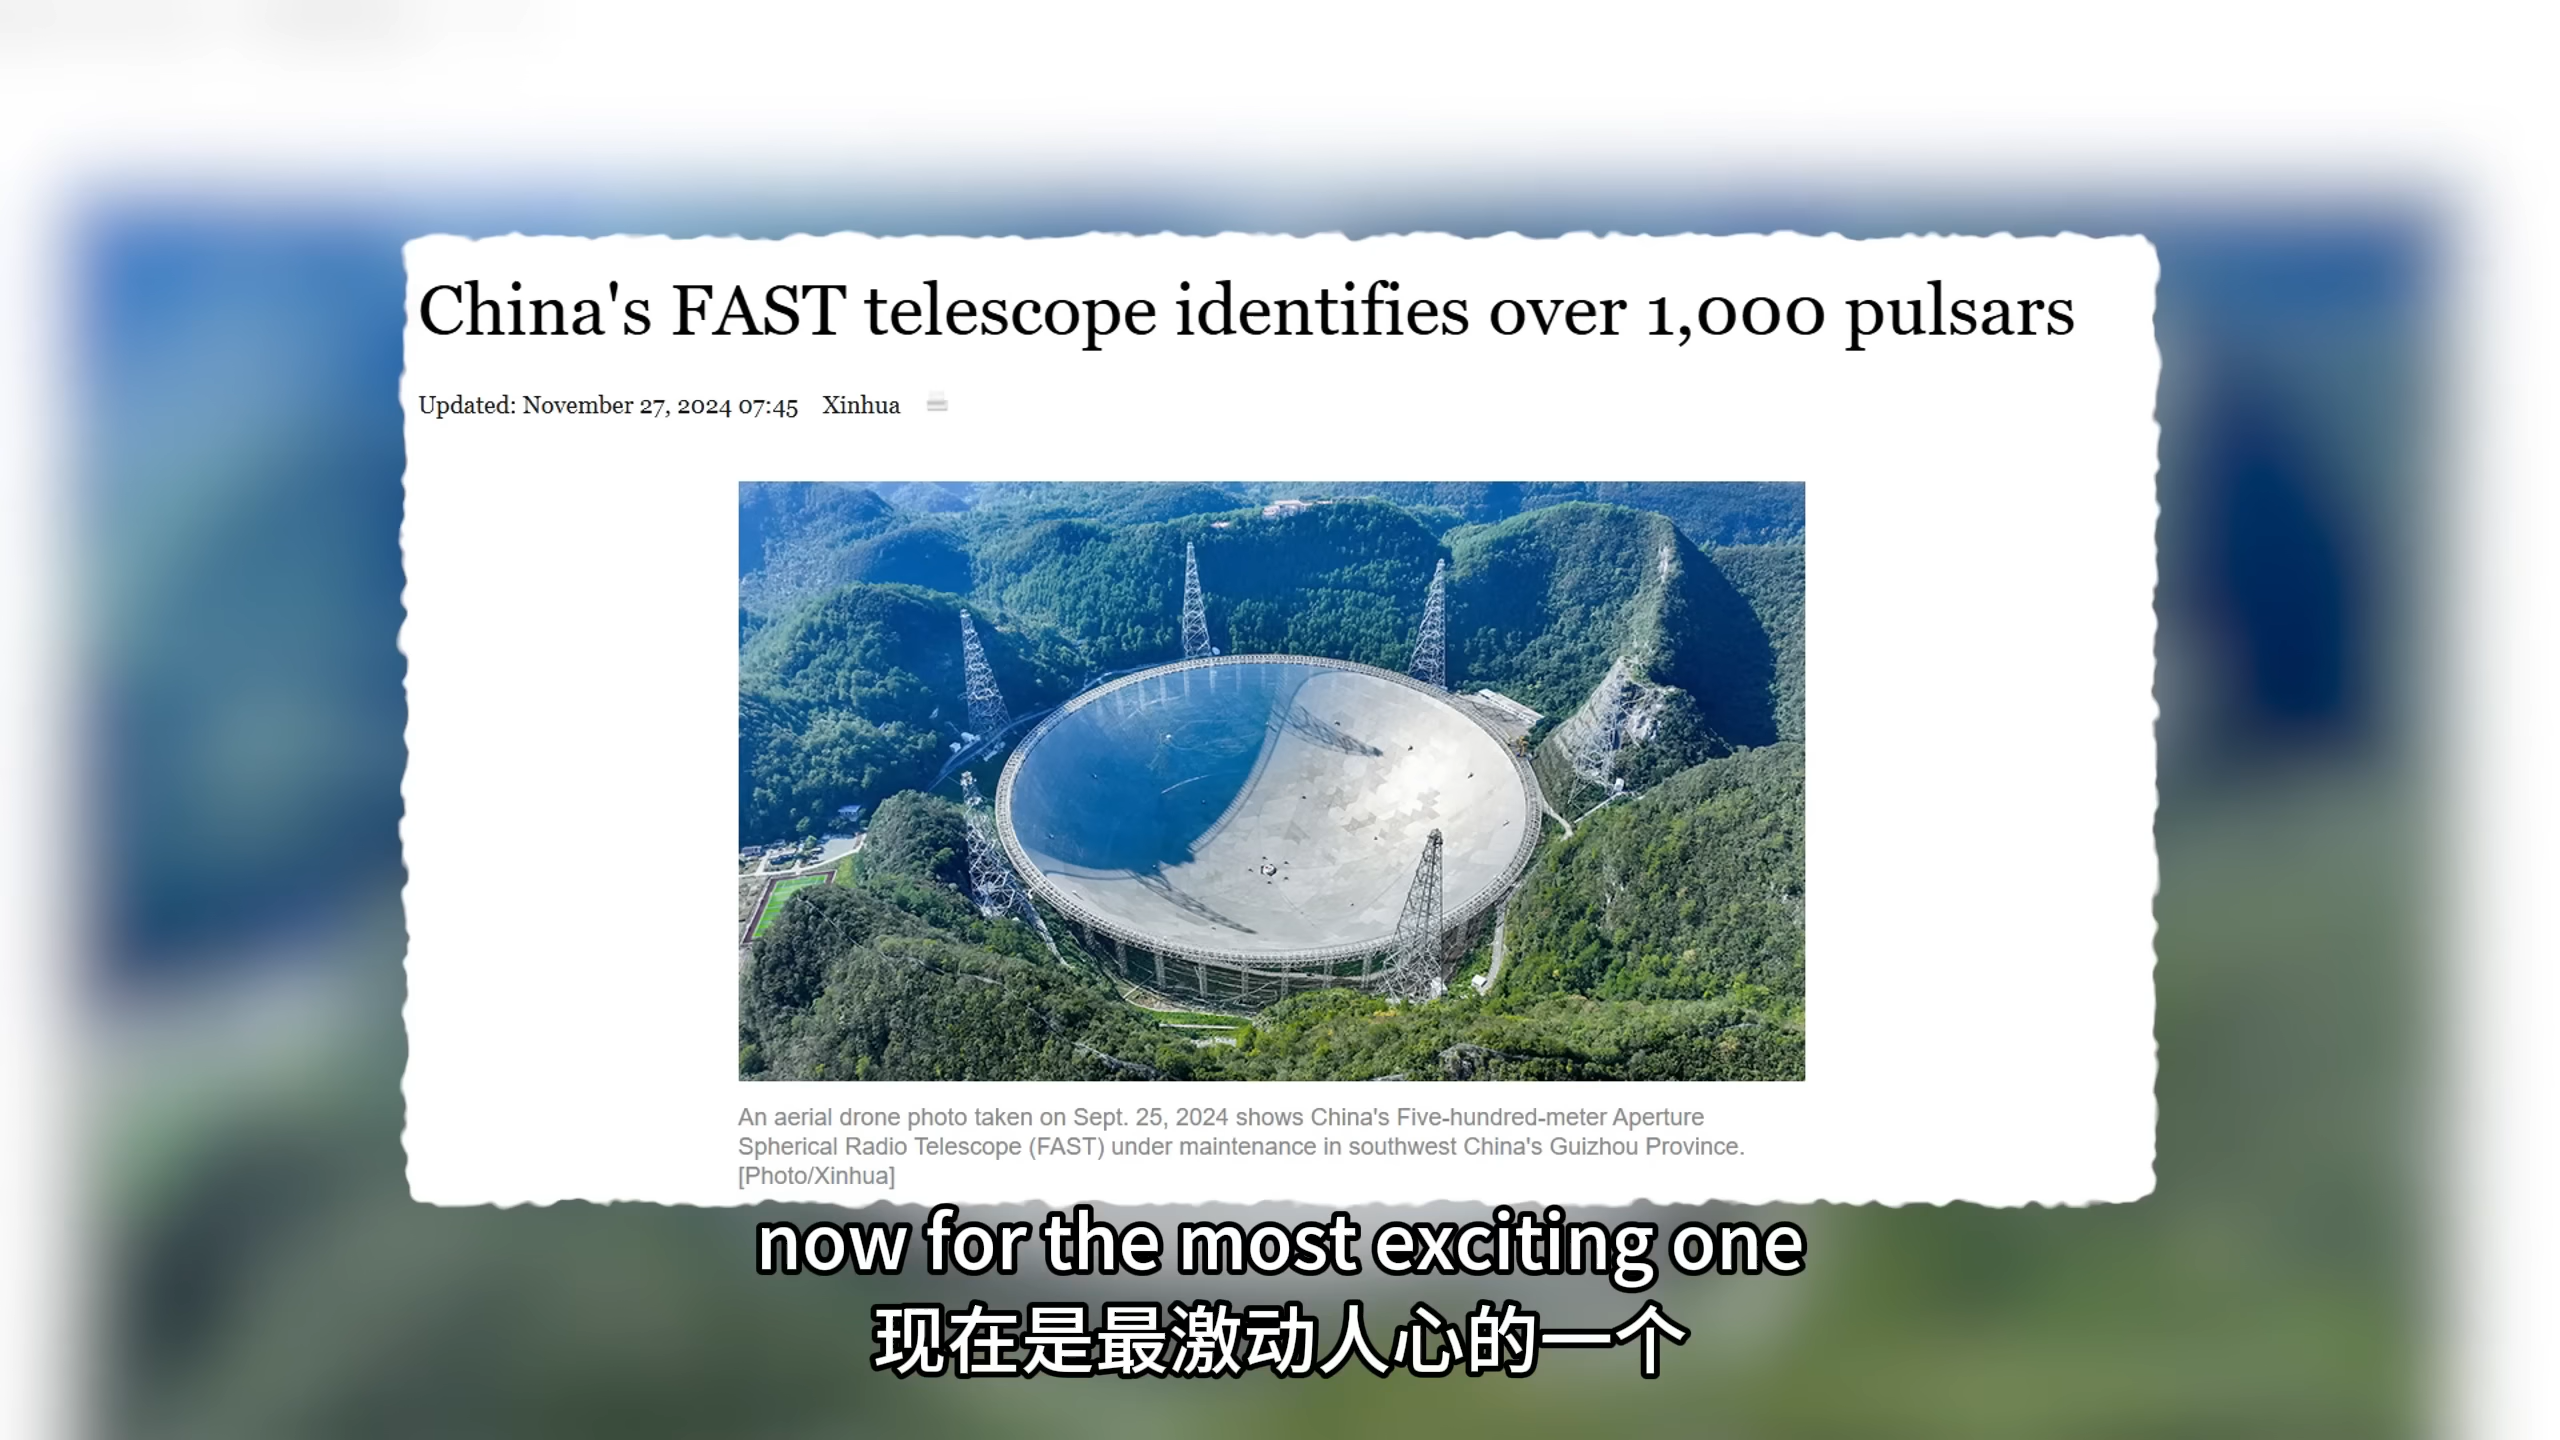 China's FAST telescope identifies over 1,000 pulsars
Updated: November 27, 2024 07:45 Xinhua
An aerial drone photo taken on Sept. 25, 2024 shows China's Five-hundred-meter Aperture
Spherical Radio Telescope (FAST) under maintenance in southwest China's Guizhou Province.
[Photo/Xinhua]
now for the most exciting one
现在是最激动人心的一个